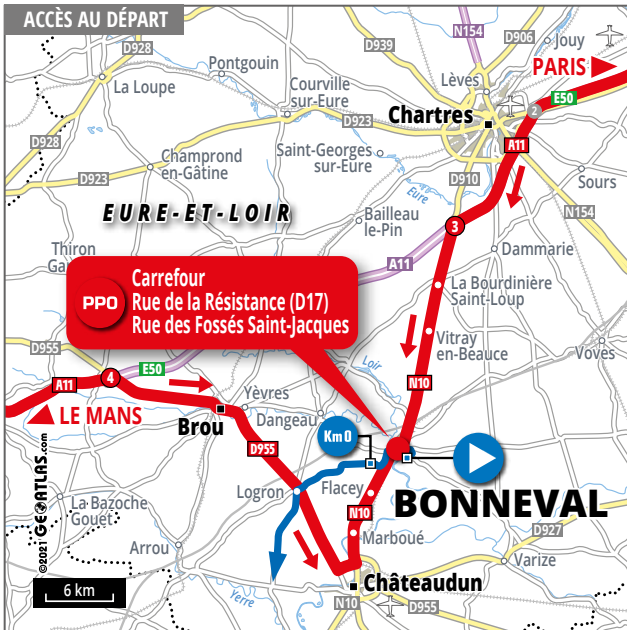 ACCÈS AU DÉPART
N154
D906
Jouy
D939
D928
Pontgouin
La Loupe
Courville
sur-Eure
Lèves
PARIS
E50
2
Chartres
D923
A11
D928
Champrond
en-Gâtine
Saint-Georges
sur-Eure
D923
D910
Sours
Eure
EURE-ET-LOIR
Bailleau
le-Pin
N154
3
Thiron
Dammarie
A11
Carrefour
PPO
Rue de la Résistance (D17)
Rue des Fossés Saint-Jacques
La Bourdinière
Saint-Loup
Vitray
en-Beauce
D955
Loir
Voves
E50
4
A11
N10
Yèvres
LE MANS
Dangeau
Brou
Km 0
D955
Logron
Flacey
BONNEVAL
La Bazoche
Gouët
N10
D927
Marboué
Arrou
Varize
Châteaudun
Yerre
6 km
N10
D955
©2021 GEOATLAS.com